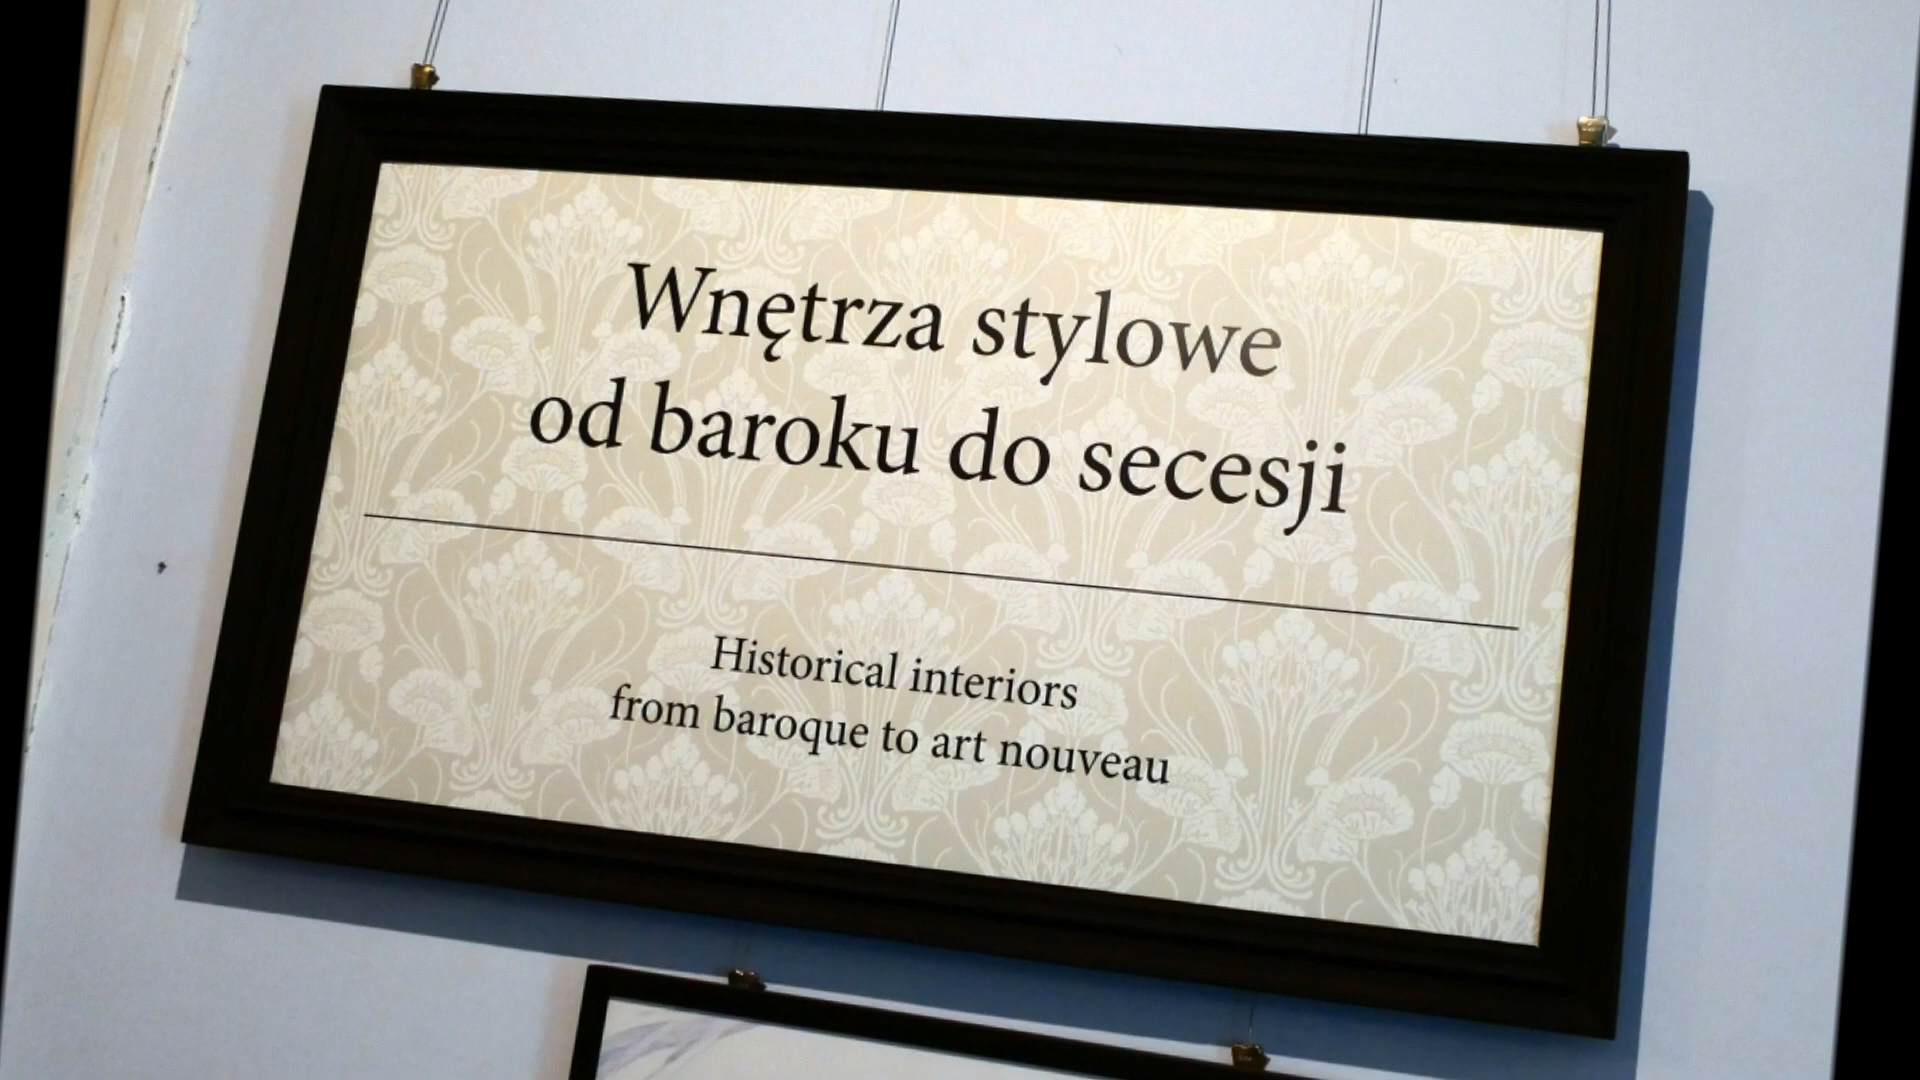 Wnętrza stylowe
od baroku do secesji
Historical interiors
from baroque to art nouveau